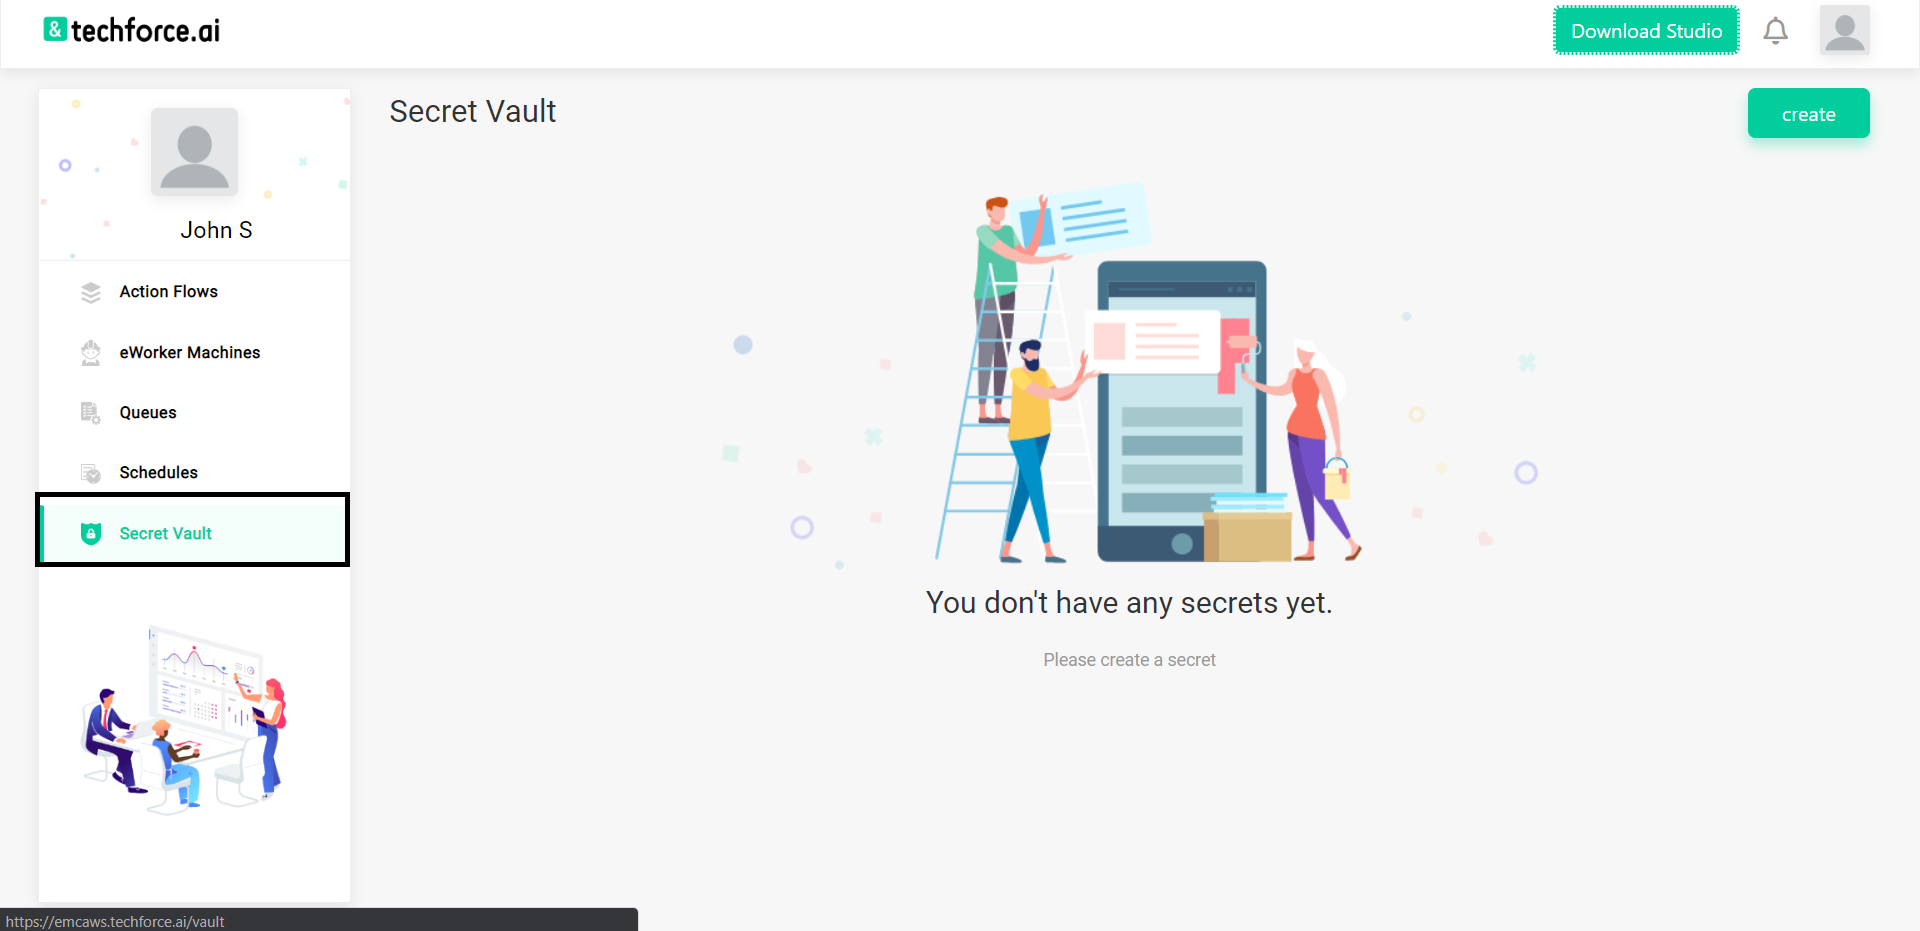 & techforce.ai
Download Studio
Secret Vault
create
John S
Action Flows
eWorker Machines
Queues
Schedules
Secret Vault
You don't have any secrets yet.
Please create a secret
https://emcaws.techforce.ai/vault